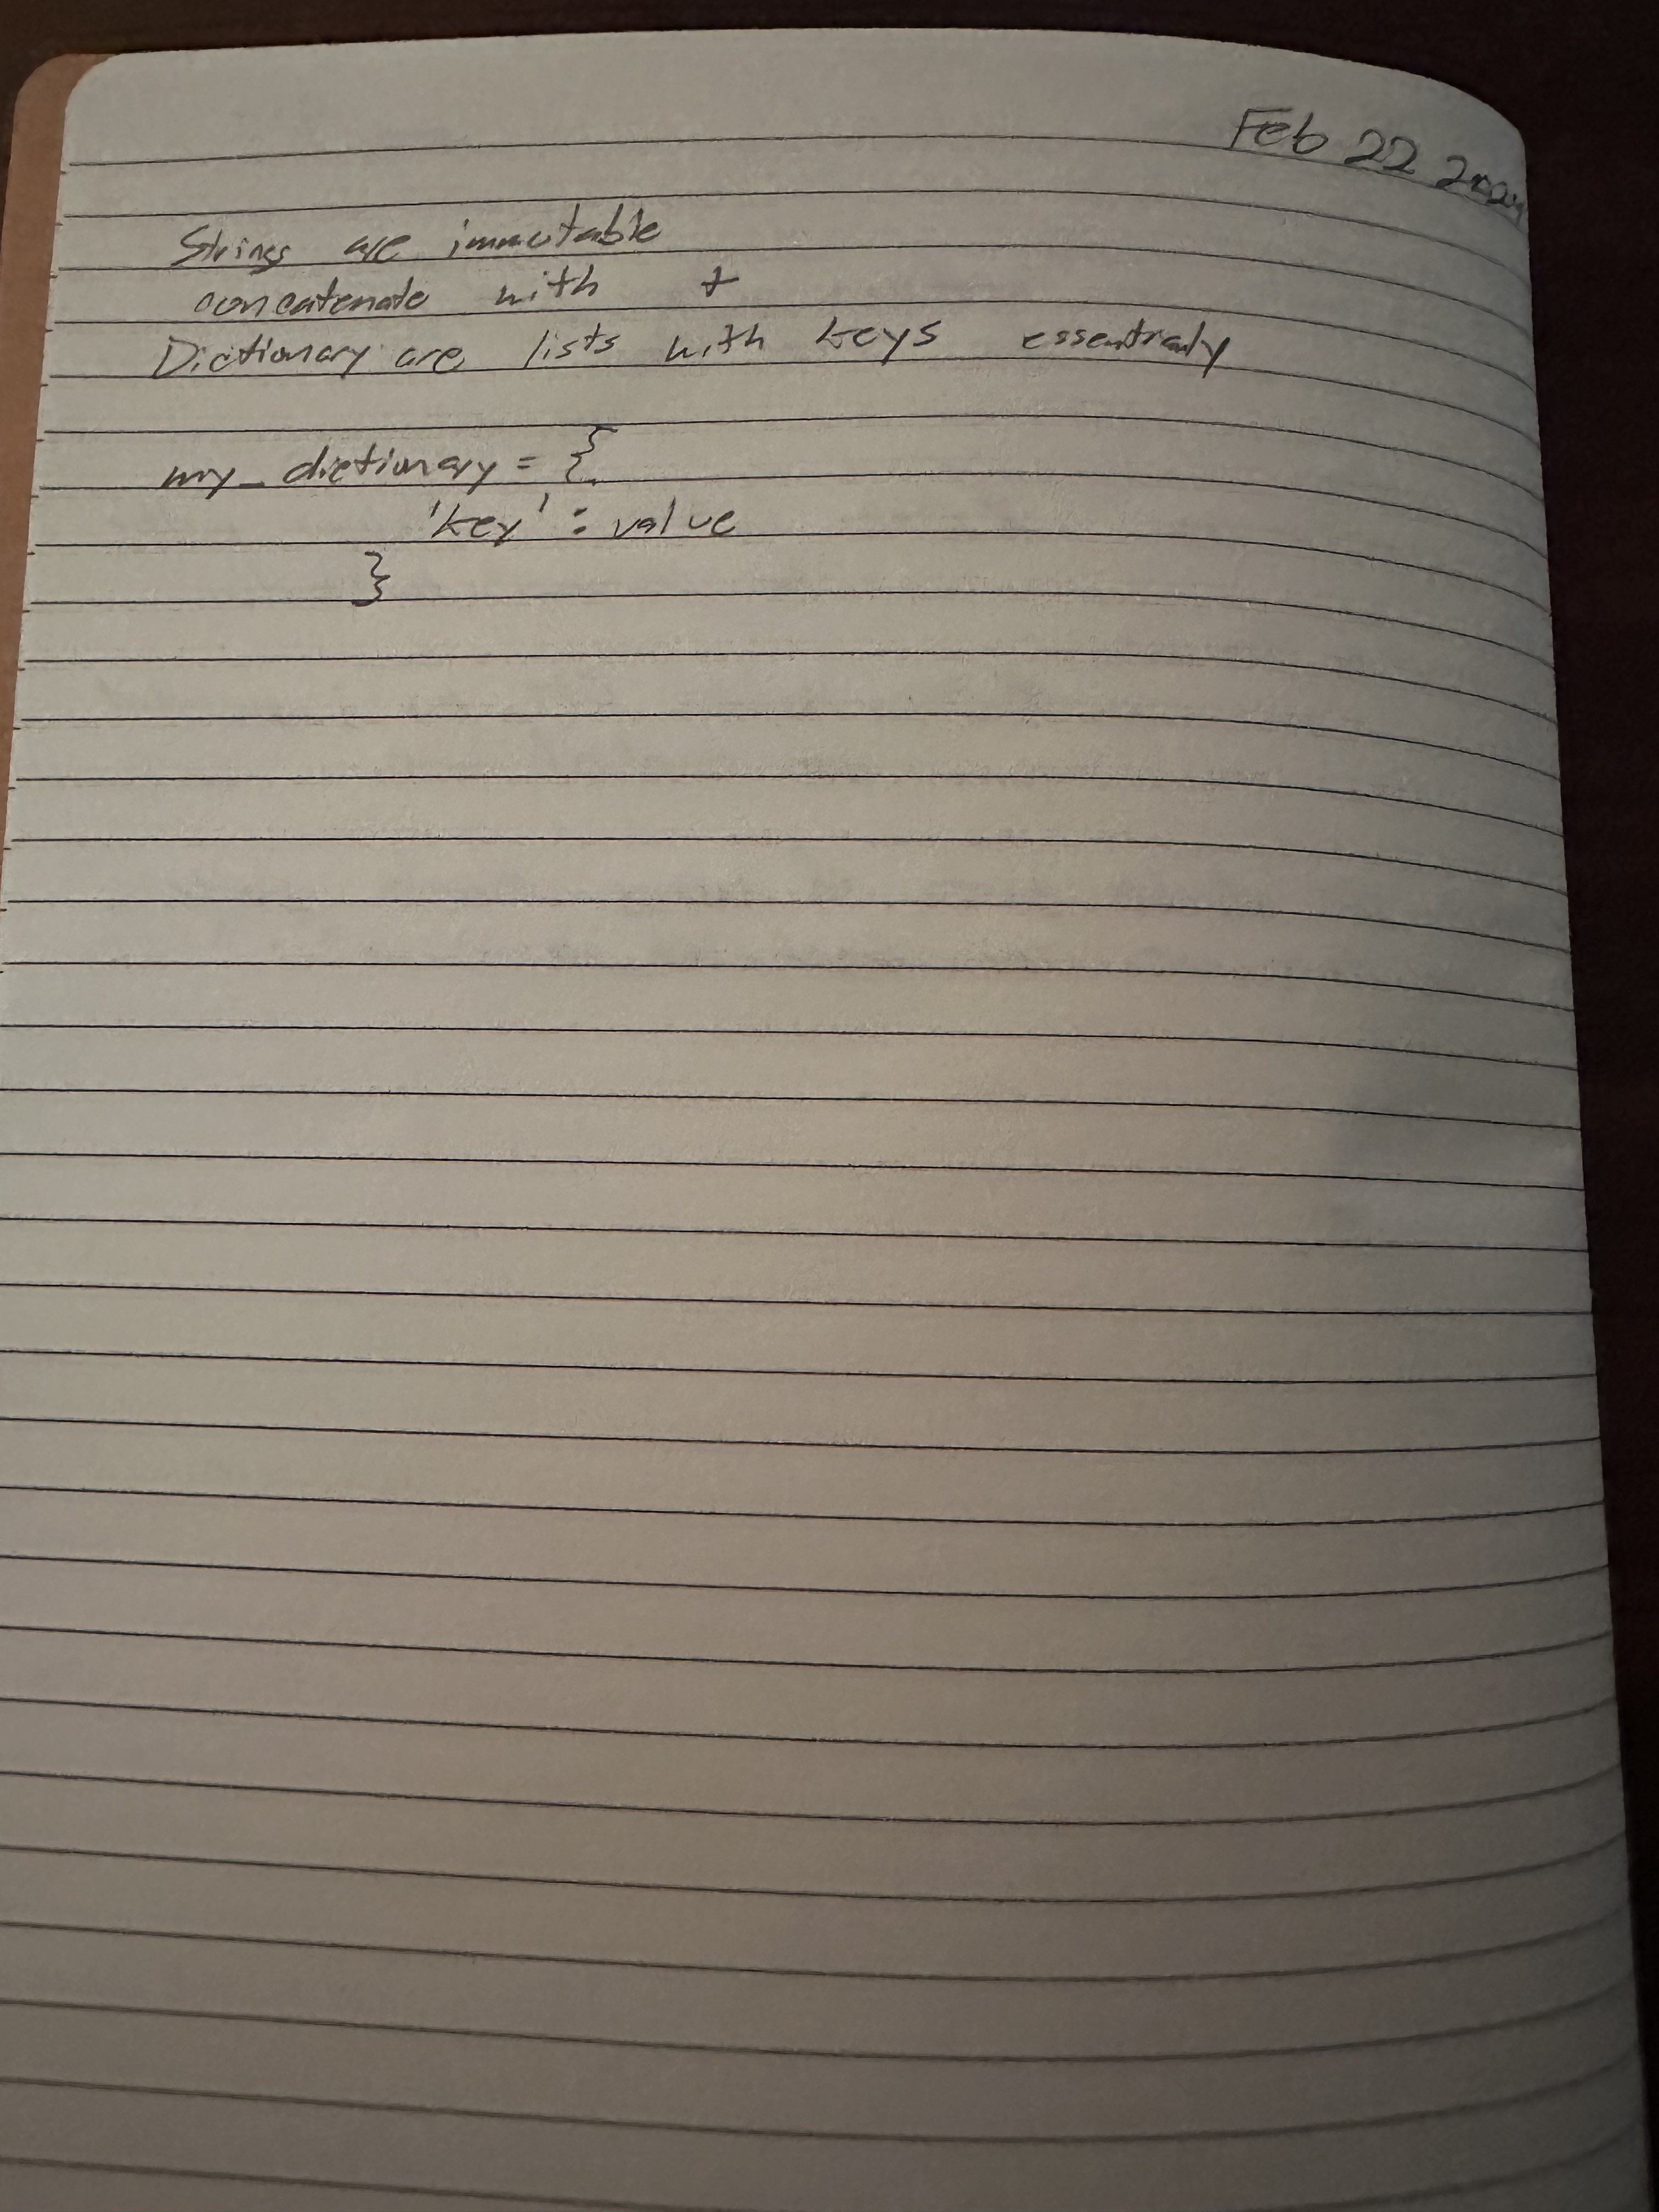 Feb 22 2024
Strings are immutable
concatenate with +
Dictionary are lists with keys essentialy
my_dictionary = {
'key' : value
}